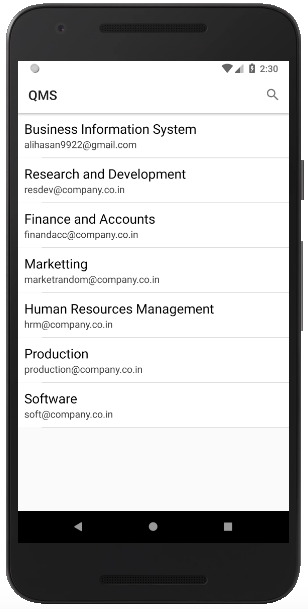 2:30
QMS
Business Information System
alihasan9922@gmail.com
Research and Development
resdev@company.co.in
Finance and Accounts
finandacc@company.co.in
Marketting
marketrandom@company.co.in
Human Resources Management
hrm@company.co.in
Production
production@company.co.in
Software
soft@company.co.in